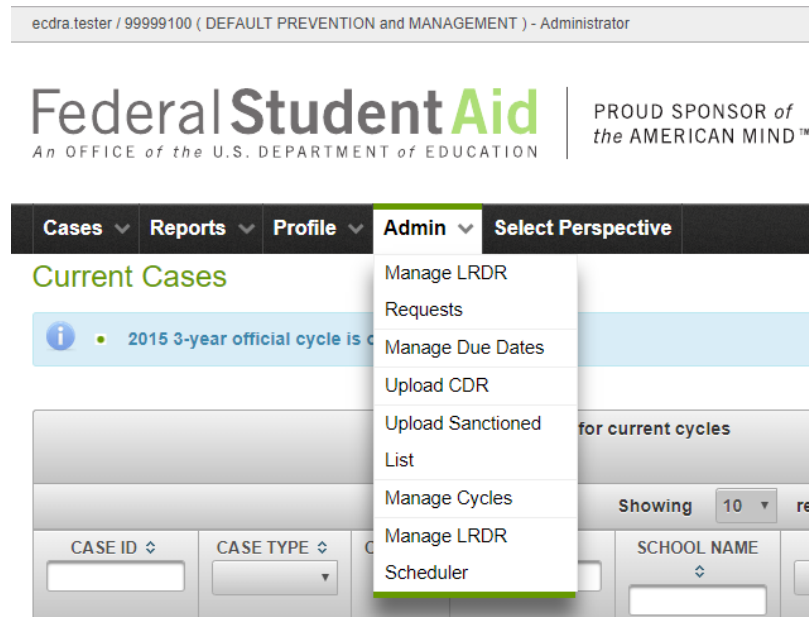 ecdra.tester / 99999100 ( DEFAULT PREVENTION and MANAGEMENT ) - Administrator
Federal Student Aid
An OFFICE of the U.S. DEPARTMENT of EDUCATION
PROUD SPONSOR of
the AMERICAN MIND™
Cases Reports Profile Admin Select Perspective
Current Cases
Manage LRDR
Requests
Manage Due Dates
Upload CDR
Upload Sanctioned
List
Manage Cycles
Manage LRDR
Scheduler
2015 3-year official cycle is
for current cycles
Showing 10
CASE ID CASE TYPE SCHOOL NAME